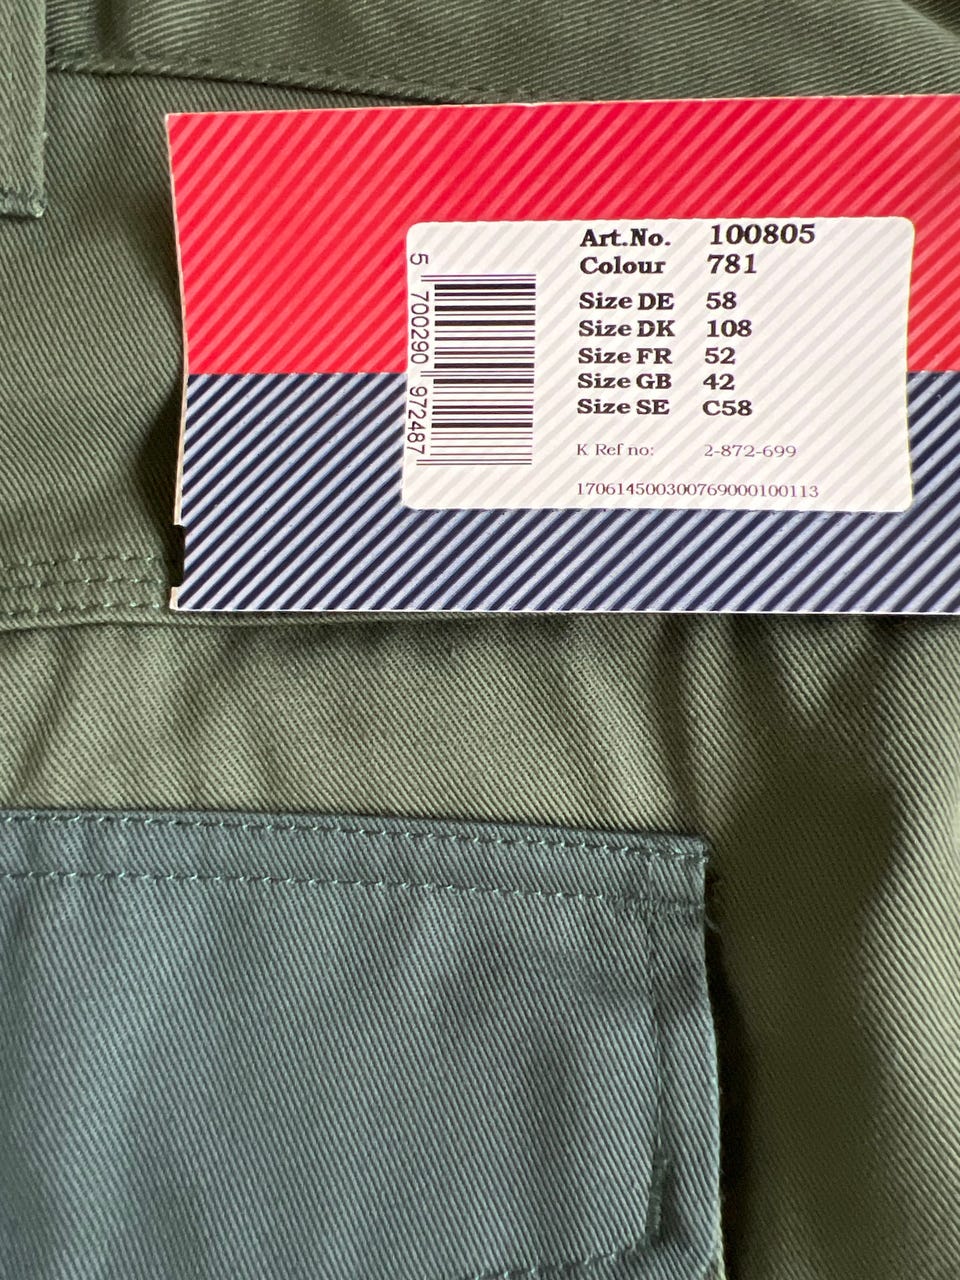 Art.No. 100805
Colour 781
Size DE 58
Size DK 108
Size FR 52
Size GB 42
Size SE C58
K Ref no: 2-872-699
170614500300769000100113
5 700290 972487